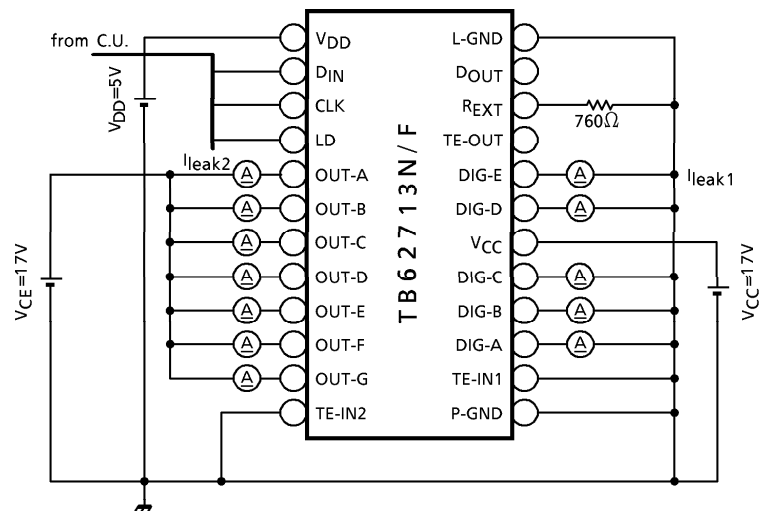 from C.U.
VDD=5V
VDD
DIN
CLK
LD
Ileak2
A
OUT-A
A
OUT-B
A
OUT-C
A
OUT-D
A
OUT-E
A
OUT-F
A
OUT-G
TE-IN2
VCE=17V
TB62713N/F
L-GND
DOUT
REXT
760Ω
TE-OUT
DIG-E
A
Ileak1
DIG-D
A
VCC
DIG-C
A
DIG-B
A
DIG-A
A
TE-IN1
P-GND
VCC=17V